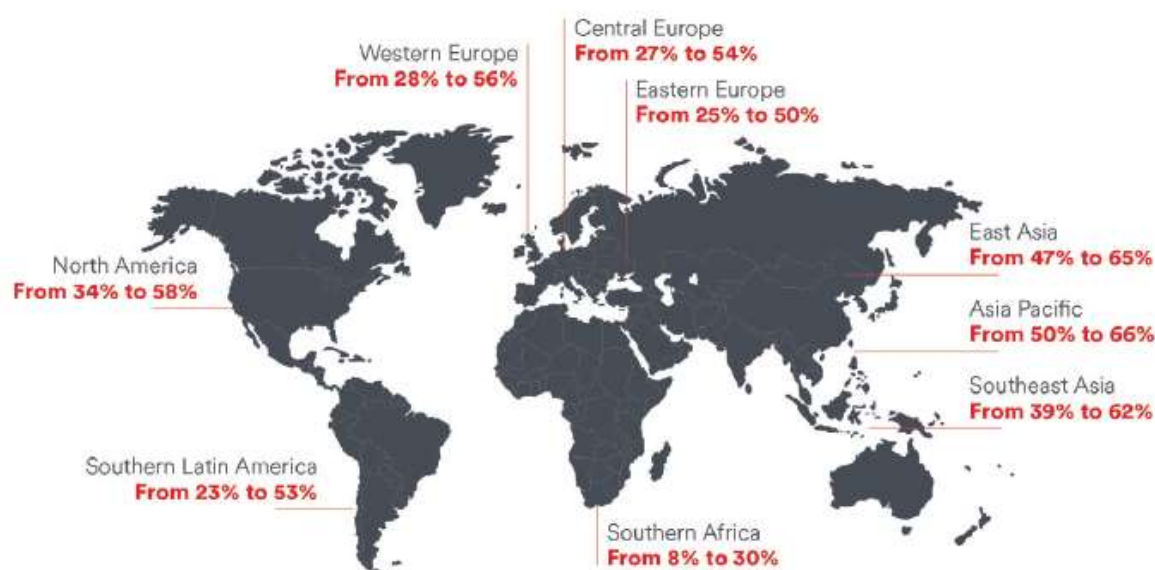 Central Europe
From 27% to 54%
Western Europe
From 28% to 56%
Eastern Europe
From 25% to 50%
East Asia
From 47% to 65%
North America
From 34% to 58%
Asia Pacific
From 50% to 66%
Southeast Asia
From 39% to 62%
Southern Latin America
From 23% to 53%
Southern Africa
From 8% to 30%